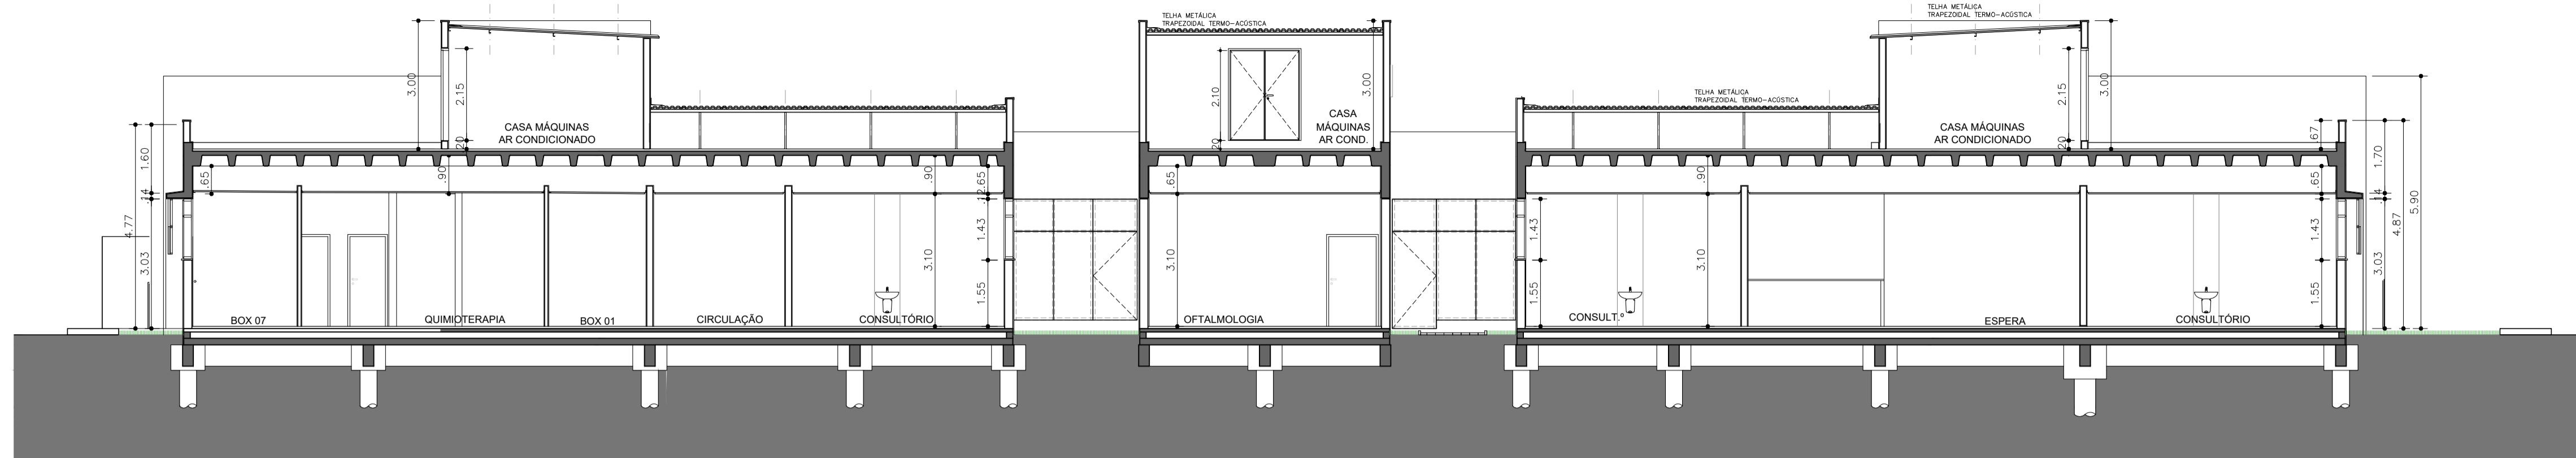 TELHA METÁLICA
TRAPEZOIDAL TERMO-ACÚSTICA
TELHA METÁLICA
TRAPEZOIDAL TERMO-ACÚSTICA
3.00
2.15
.20
2.10
.20
3.00
TELHA METÁLICA
TRAPEZOIDAL TERMO-ACÚSTICA
2.15
.20
3.00
CASA MÁQUINAS
AR CONDICIONADO
CASA
MÁQUINAS
AR COND.
CASA MÁQUINAS
AR CONDICIONADO
4.77
1.60
.14
3.03
.65
.90
.90
.65
.12
1.43
1.55
3.10
.65
3.10
1.43
1.55
.90
3.10
.67
.65
1.43
1.55
1.70
.14
3.03
4.87
5.90
BOX 07
QUIMIOTERAPIA
BOX 01
CIRCULAÇÃO
CONSULTÓRIO
OFTALMOLOGIA
CONSULT.º
ESPERA
CONSULTÓRIO